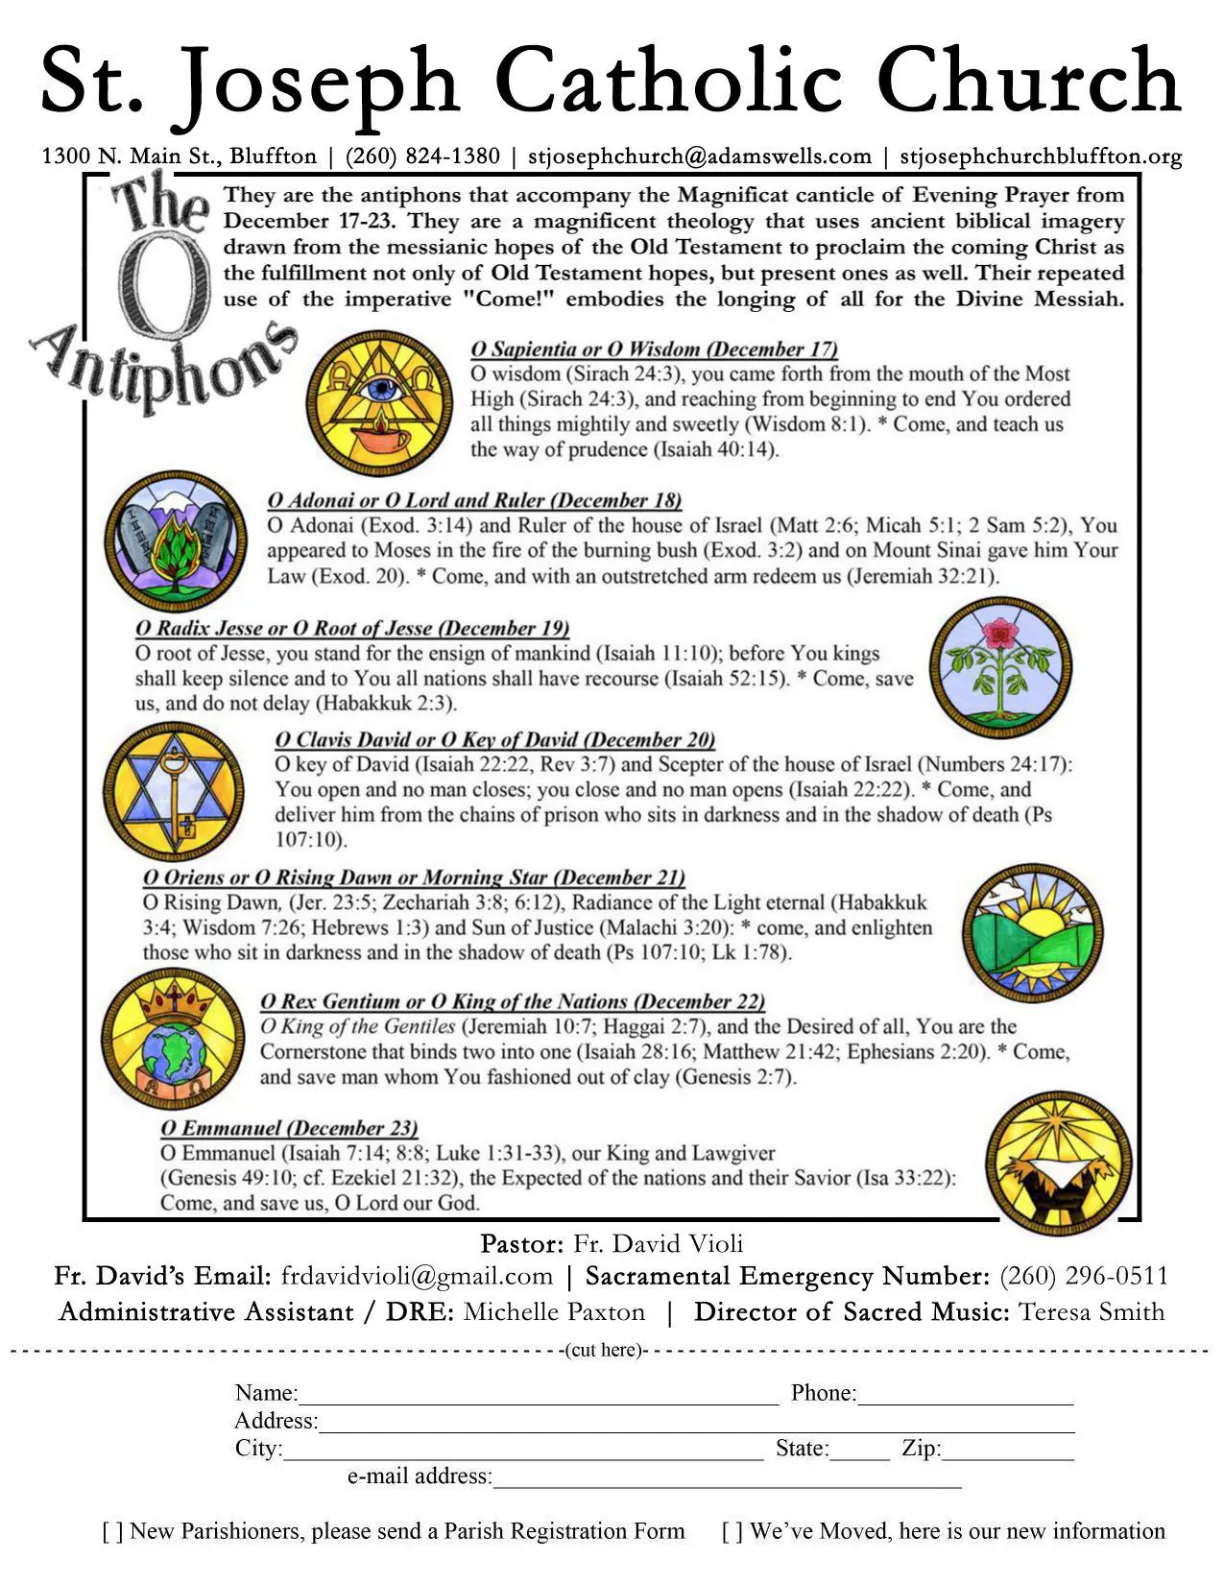 St. Joseph Catholic Church
1300 N. Main St., Bluffton | (260) 824-1380 | stjosephchurch@adamswells.com | stjosephchurchbluffton.org
The
O
Antiphons
They are the antiphons that accompany the Magnificat canticle of Evening Prayer from
December 17-23. They are a magnificent theology that uses ancient biblical imagery
drawn from the messianic hopes of the Old Testament to proclaim the coming Christ as
the fulfillment not only of Old Testament hopes, but present ones as well. Their repeated
use of the imperative "Come!" embodies the longing of all for the Divine Messiah.
O Sapientia or O Wisdom (December 17)
O wisdom (Sirach 24:3), you came forth from the mouth of the Most
High (Sirach 24:3), and reaching from beginning to end You ordered
all things mightily and sweetly (Wisdom 8:1). * Come, and teach us
the way of prudence (Isaiah 40:14).
O Adonai or O Lord and Ruler (December 18)
O Adonai (Exod. 3:14) and Ruler of the house of Israel (Matt 2:6; Micah 5:1; 2 Sam 5:2), You
appeared to Moses in the fire of the burning bush (Exod. 3:2) and on Mount Sinai gave him Your
Law (Exod. 20). * Come, and with an outstretched arm redeem us (Jeremiah 32:21).
O Radix Jesse or O Root of Jesse (December 19)
O root of Jesse, you stand for the ensign of mankind (Isaiah 11:10); before You kings
shall keep silence and to You all nations shall have recourse (Isaiah 52:15). * Come, save
us, and do not delay (Habakkuk 2:3).
O Clavis David or O Key of David (December 20)
O key of David (Isaiah 22:22, Rev 3:7) and Scepter of the house of Israel (Numbers 24:17):
You open and no man closes; you close and no man opens (Isaiah 22:22). * Come, and
deliver him from the chains of prison who sits in darkness and in the shadow of death (Ps
107:10).
O Oriens or O Rising Dawn or Morning Star (December 21)
O Rising Dawn, (Jer. 23:5; Zechariah 3:8; 6:12), Radiance of the Light eternal (Habakkuk
3:4; Wisdom 7:26; Hebrews 1:3) and Sun of Justice (Malachi 3:20): * come, and enlighten
those who sit in darkness and in the shadow of death (Ps 107:10; Lk 1:78).
O Rex Gentium or O King of the Nations (December 22)
O King of the Gentiles (Jeremiah 10:7; Haggai 2:7), and the Desired of all, You are the
Cornerstone that binds two into one (Isaiah 28:16; Matthew 21:42; Ephesians 2:20). * Come,
and save man whom You fashioned out of clay (Genesis 2:7).
O Emmanuel (December 23)
O Emmanuel (Isaiah 7:14; 8:8; Luke 1:31-33), our King and Lawgiver
(Genesis 49:10; cf. Ezekiel 21:32), the Expected of the nations and their Savior (Isa 33:22):
Come, and save us, O Lord our God.
Pastor: Fr. David Violi
Fr. David's Email: frdavidvioli@gmail.com | Sacramental Emergency Number: (260) 296-0511
Administrative Assistant / DRE: Michelle Paxton | Director of Sacred Music: Teresa Smith
(cut here)
Name: Phone:
Address:
City: State: Zip:
e-mail address:
[ ] New Parishioners, please send a Parish Registration Form [ ] We've Moved, here is our new information